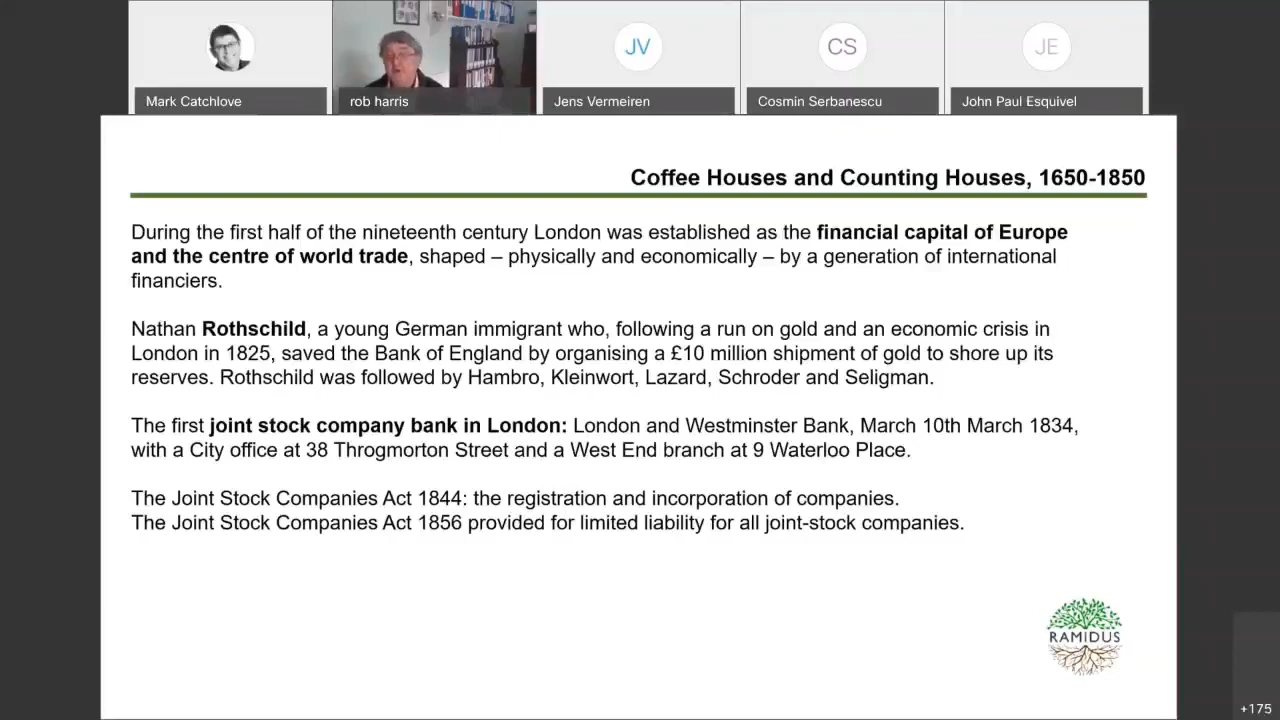 JV
CS
JE
Mark Catchlove
rob harris
Jens Vermeiren
Cosmin Serbanescu
John Paul Esquivel
Coffee Houses and Counting Houses, 1650-1850
During the first half of the nineteenth century London was established as the financial capital of Europe
and the centre of world trade, shaped – physically and economically – by a generation of international
financiers.
Nathan Rothschild, a young German immigrant who, following a run on gold and an economic crisis in
London in 1825, saved the Bank of England by organising a £10 million shipment of gold to shore up its
reserves. Rothschild was followed by Hambro, Kleinwort, Lazard, Schroder and Seligman.
The first joint stock company bank in London: London and Westminster Bank, March 10th March 1834,
with a City office at 38 Throgmorton Street and a West End branch at 9 Waterloo Place.
The Joint Stock Companies Act 1844: the registration and incorporation of companies.
The Joint Stock Companies Act 1856 provided for limited liability for all joint-stock companies.
RAMIDUS
+175